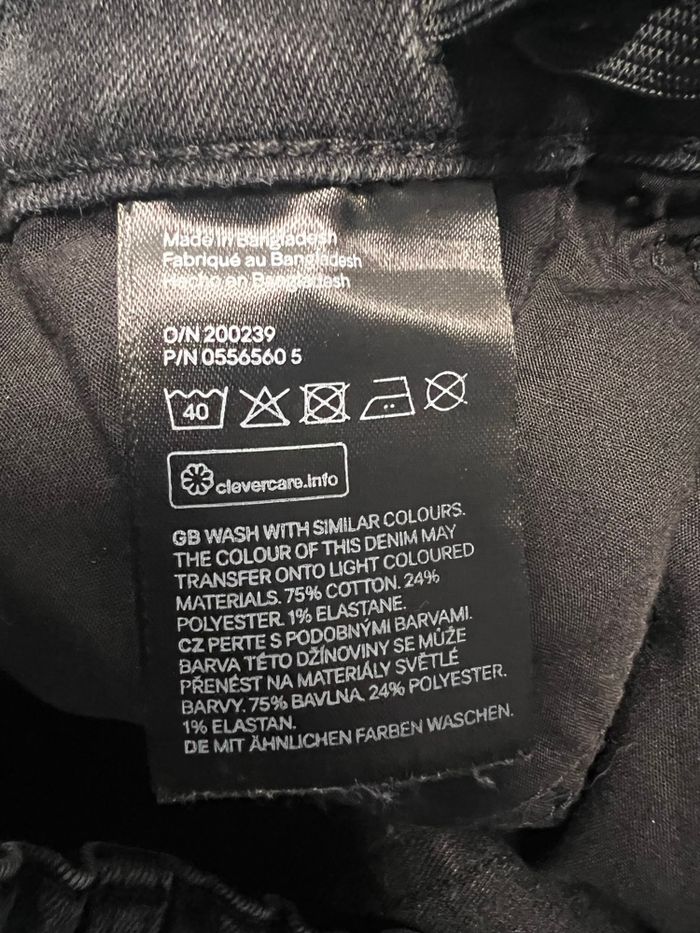 Made in Bangladesh
Fabriqué au Bangladesh
Hecho en Bangladesh
O/N 200239
P/N 0556560 5
40
clevercare.info
GB WASH WITH SIMILAR COLOURS.
THE COLOUR OF THIS DENIM MAY
TRANSFER ONTO LIGHT COLOURED
MATERIALS. 75% COTTON. 24%
POLYESTER. 1% ELASTANE.
CZ PERTE S PODOBNÝMI BARVAMI.
BARVA TÉTO DŽÍNOVINY SE MŮŽE
PŘENÉST NA MATERIÁLY SVĚTLÉ
BARVY. 75% BAVLNA. 24% POLYESTER.
1% ELASTAN.
DE MIT ÄHNLICHEN FARBEN WASCHEN.